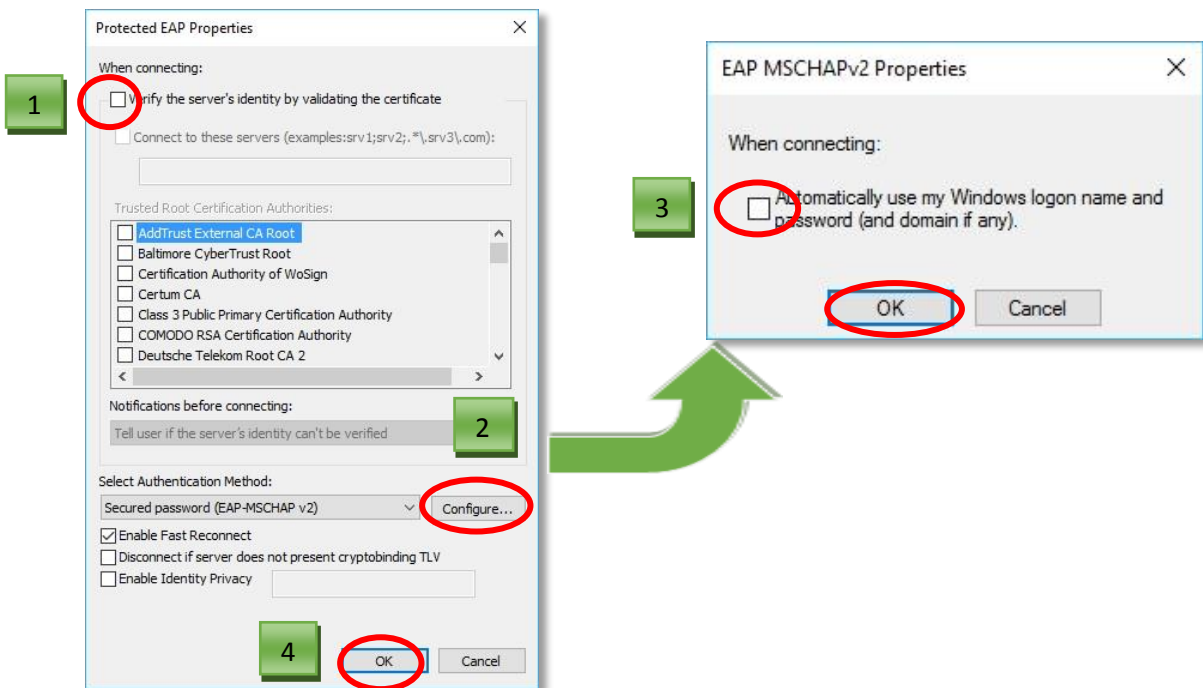 Protected EAP Properties
When connecting:
1
Verify the server's identity by validating the certificate
Connect to these servers (examples:srv1;srv2;.*\.srv3\.com):
Trusted Root Certification Authorities:
AddTrust External CA Root
Baltimore CyberTrust Root
Certification Authority of WoSign
Certum CA
Class 3 Public Primary Certification Authority
COMODO RSA Certification Authority
Deutsche Telekom Root CA 2
Notifications before connecting:
2
Tell user if the server's identity can't be verified
Select Authentication Method:
Secured password (EAP-MSCHAP v2)
Configure...
Enable Fast Reconnect
Disconnect if server does not present cryptobinding TLV
Enable Identity Privacy
4
OK
Cancel
EAP MSCHAPv2 Properties
When connecting:
3
Automatically use my Windows logon name and
password (and domain if any).
OK
Cancel